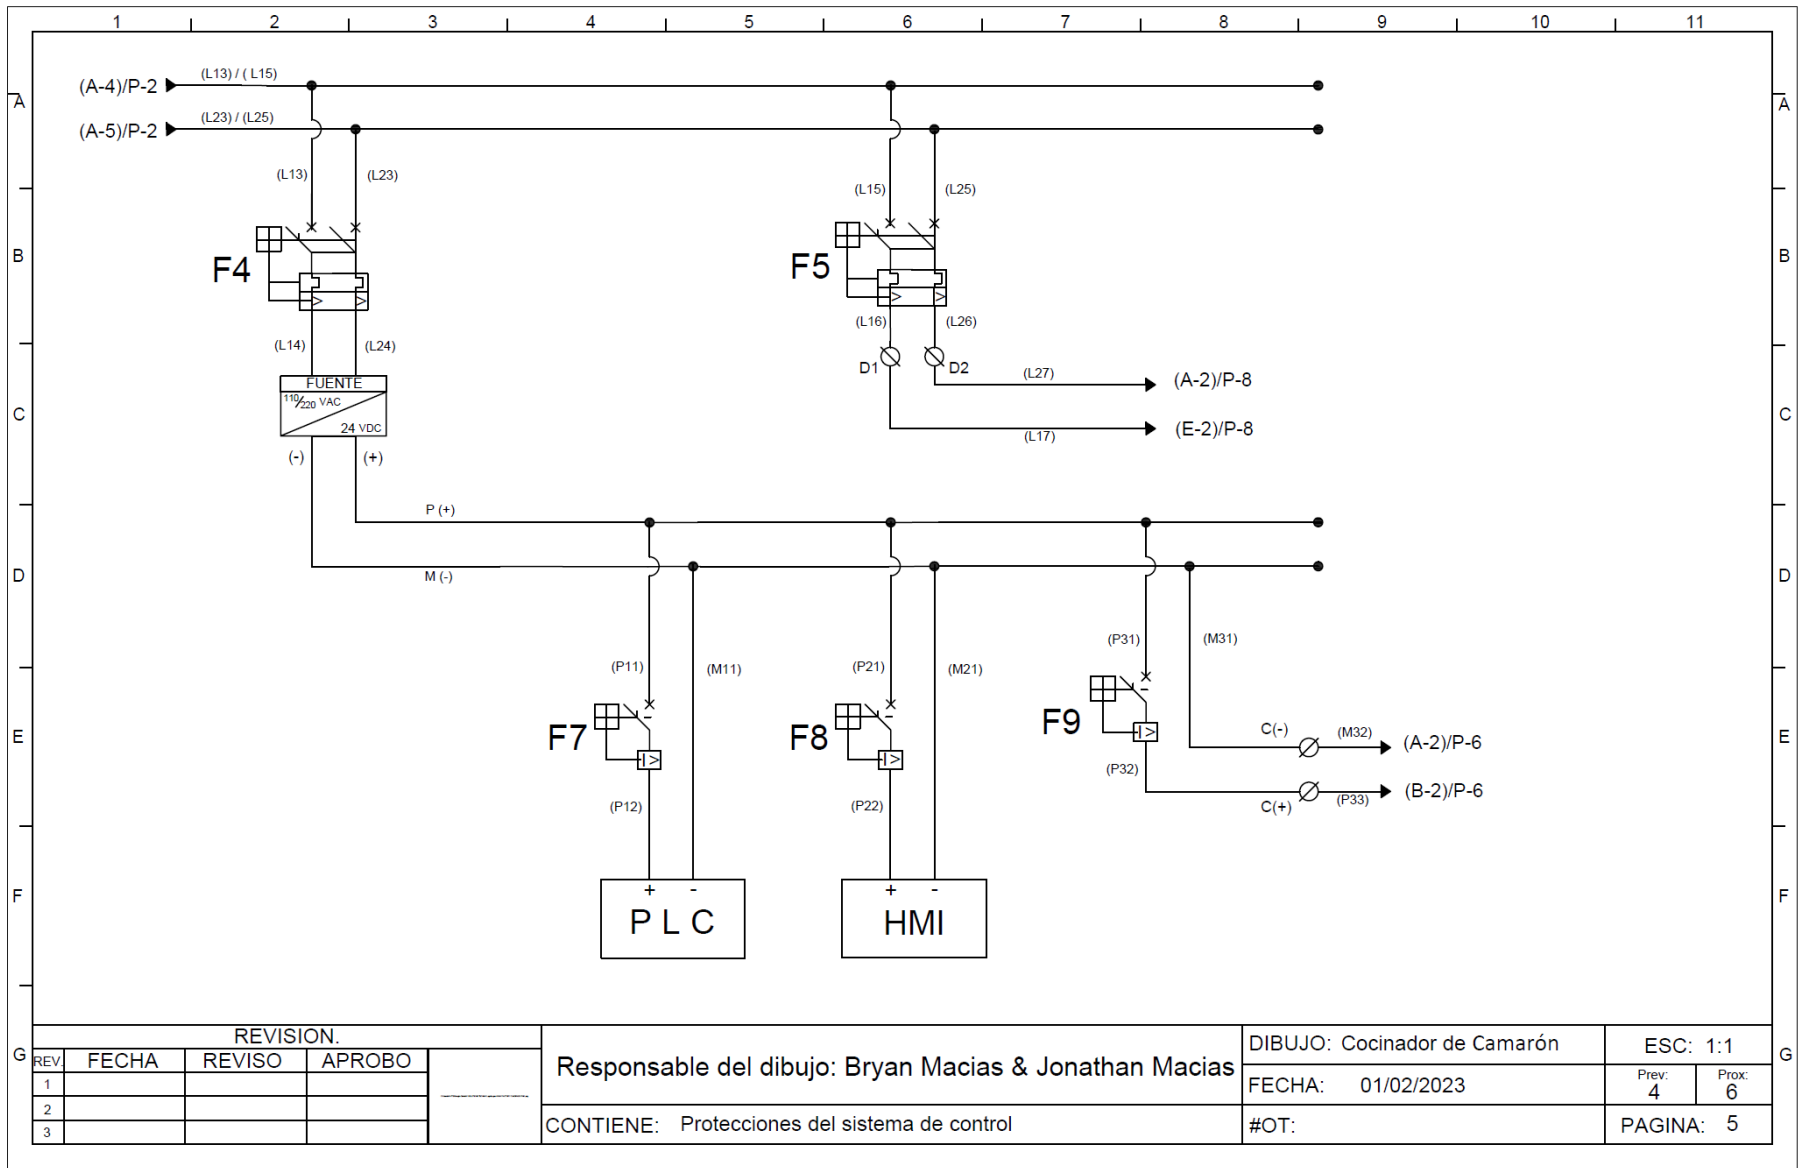 1 2 3 4 5 6 7 8 9 10 11
(A-4)/P-2 (L13) / ( L15)
A A
(A-5)/P-2 (L23) / (L25)
(L13) (L23) (L15) (L25)
B B
F4 F5
(L14) (L24) (L16) (L26)
D1 D2
(L27) (A-2)/P-8
FUENTE
110/220 VAC
24 VDC
C C
(L17) (E-2)/P-8
(-) (+)
P (+)
M (-)
D D
(P11) (M11) (P21) (M21) (P31) (M31)
E E
F7 F8 F9
C(-) (M32) (A-2)/P-6
(P32)
C(+) (P33) (B-2)/P-6
(P12) (P22)
I > I > I >
F F
+ - + -
P L C HMI
G G
REVISION.
REV. FECHA REVISO APROBO
1
2
3
Responsable del dibujo: Bryan Macias & Jonathan Macias
CONTIENE: Protecciones del sistema de control
DIBUJO: Cocinador de Camarón
ESC: 1:1
FECHA: 01/02/2023
Prev: 4
Prox: 6
#OT:
PAGINA: 5